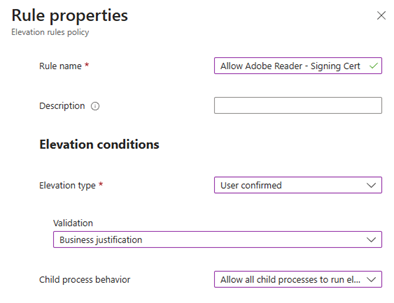 Rule properties
Elevation rules policy
Rule name *
Allow Adobe Reader - Signing Cert
Description
Elevation conditions
Elevation type *
User confirmed
Validation
Business justification
Child process behavior
Allow all child processes to run el...